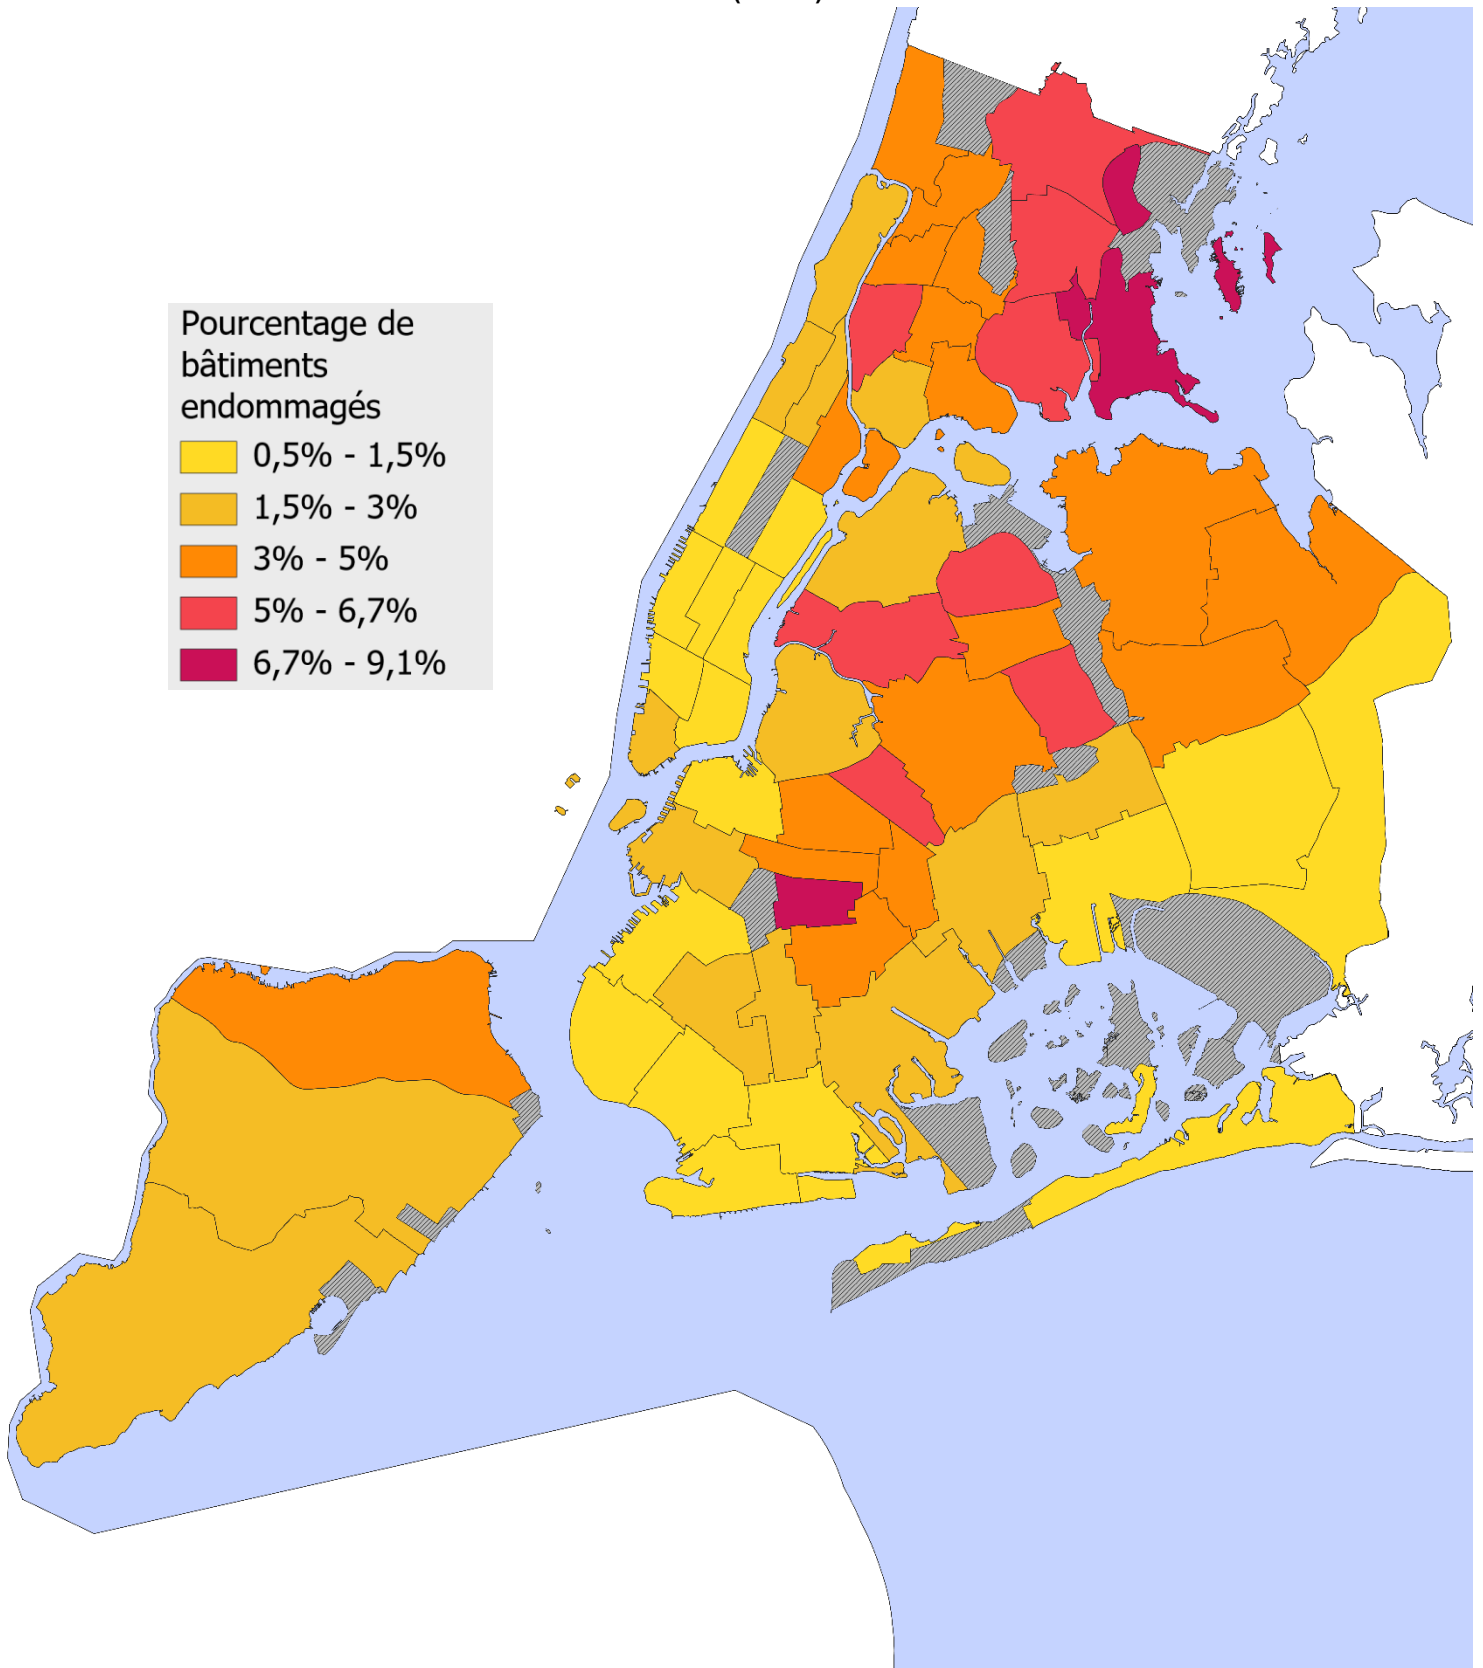 Pourcentage de
bâtiments
endommagés
0,5% - 1,5%
1,5% - 3%
3% - 5%
5% - 6,7%
6,7% - 9,1%